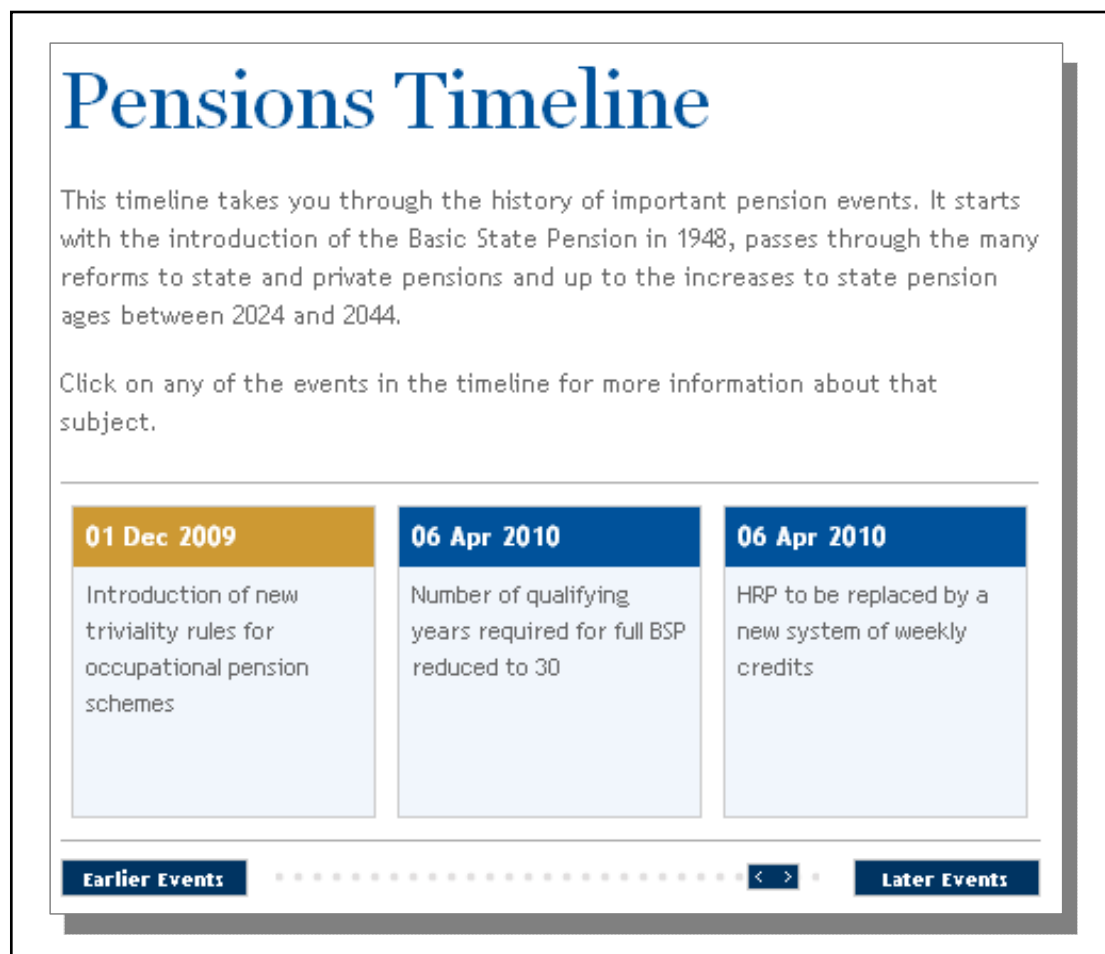 Pensions Timeline
This timeline takes you through the history of important pension events. It starts
with the introduction of the Basic State Pension in 1948, passes through the many
reforms to state and private pensions and up to the increases to state pension
ages between 2024 and 2044.
Click on any of the events in the timeline for more information about that
subject.
01 Dec 2009
Introduction of new
triviality rules for
occupational pension
schemes
06 Apr 2010
Number of qualifying
years required for full BSP
reduced to 30
06 Apr 2010
HRP to be replaced by a
new system of weekly
credits
Earlier Events
< >
Later Events